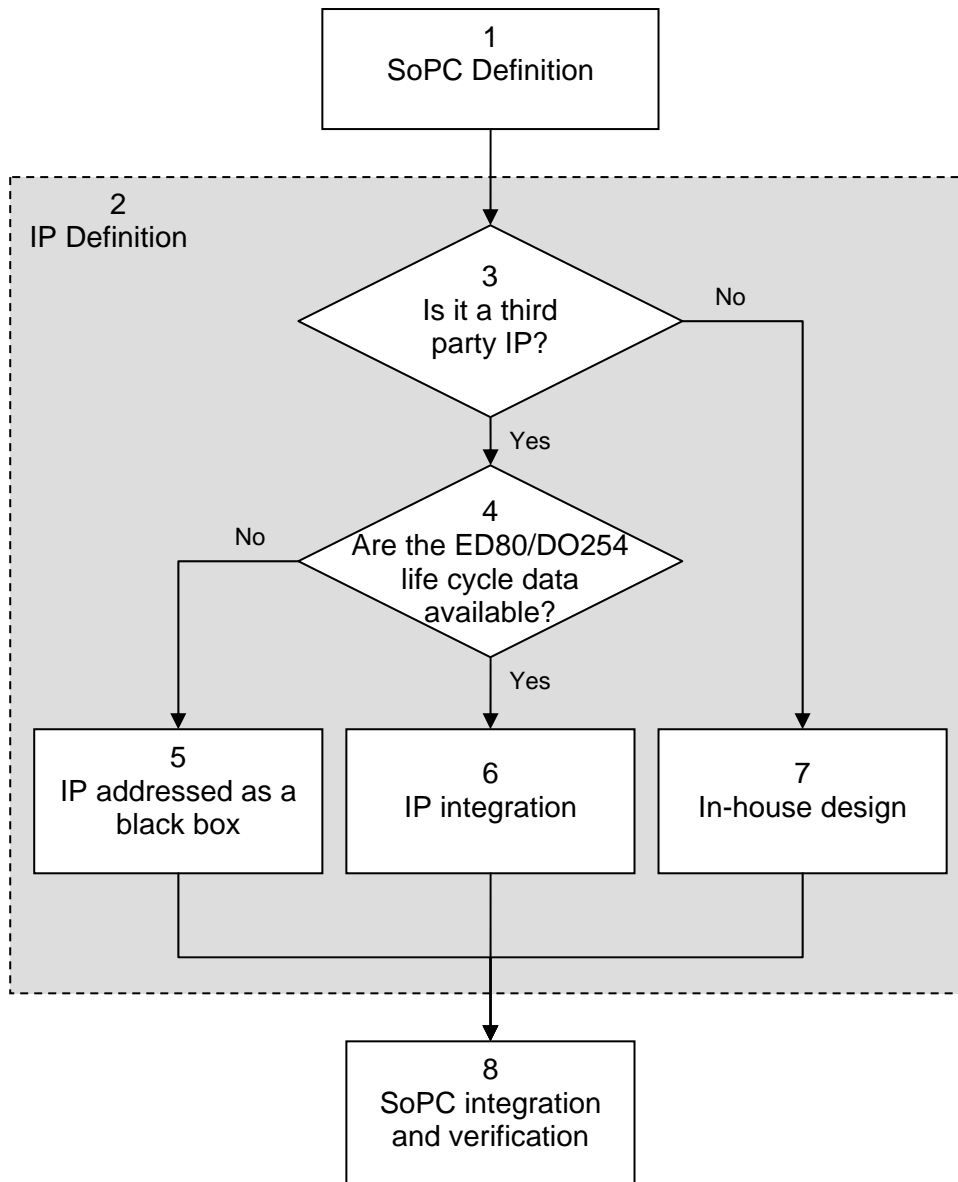 1
SoPC Definition
2
IP Definition
3
Is it a third
party IP?
No
Yes
4
Are the ED80/DO254
life cycle data
available?
No
Yes
5
IP addressed as a
black box
6
IP integration
7
In-house design
8
SoPC integration
and verification